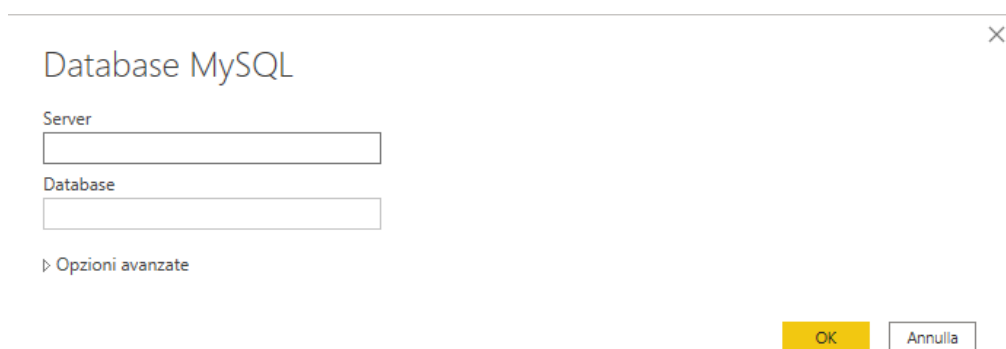 Database MySQL
Server
Database
Opzioni avanzate
OK Annulla